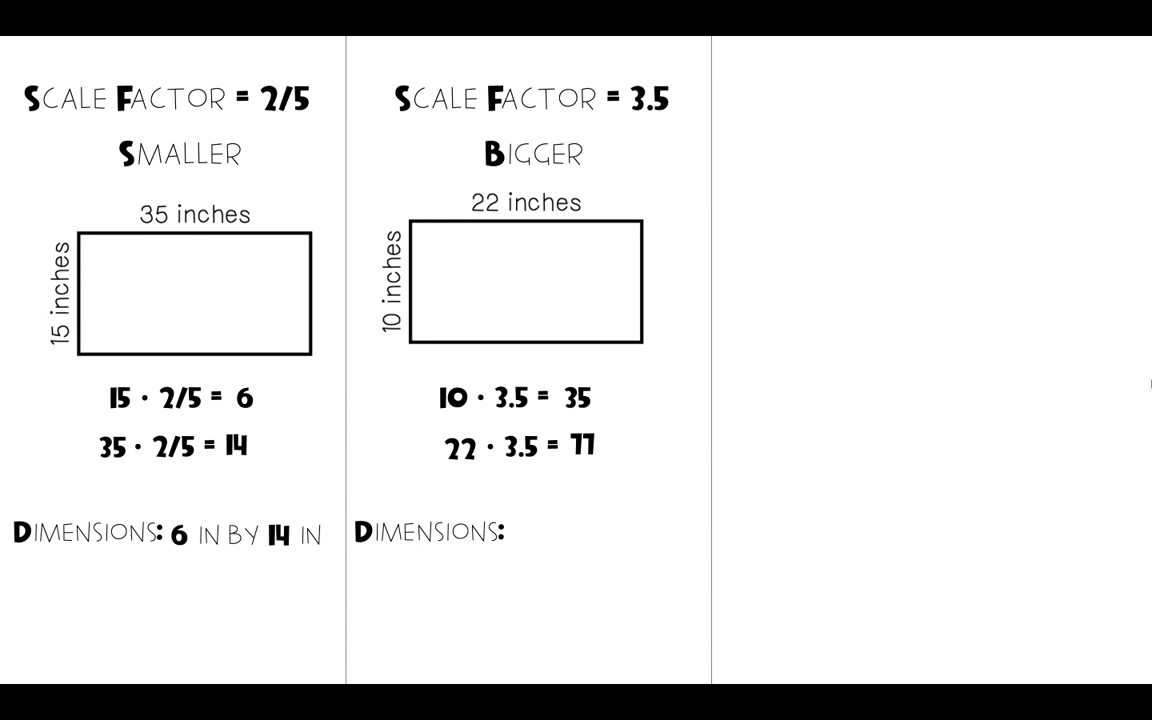 Scale Factor = 2/5
Smaller
35 inches
15 inches
15 · 2/5 = 6
35 · 2/5 = 14
Dimensions: 6 in by 14 in
Scale Factor = 3.5
Bigger
22 inches
10 inches
10 · 3.5 = 35
22 · 3.5 = 77
Dimensions: